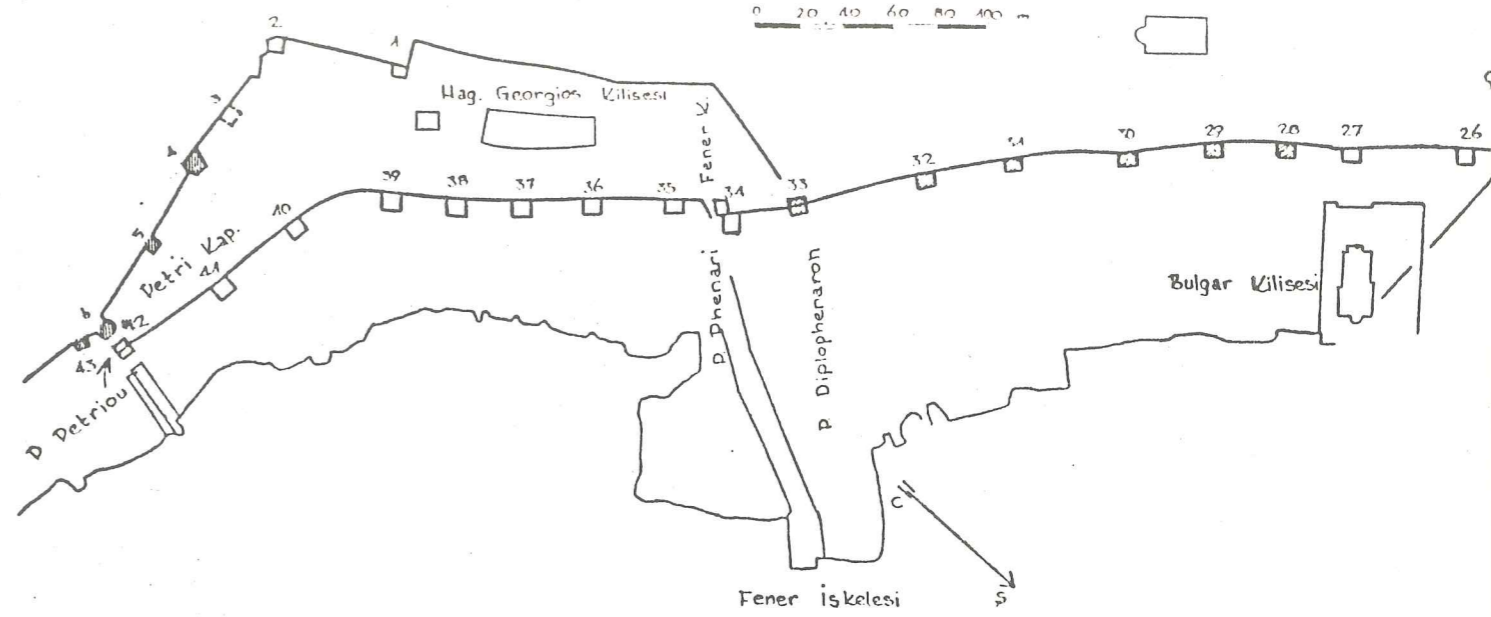 0 20 40 60 80 100 m
2
1
3
4
5
6
Hag. Georgios Kilisesi
Fener K.
39
38
37
36
35
34
33
32
31
30
29
28
27
26
40
41
42
43
Petri Kap.
P Petriou
P. Phenari
P Diplophenaron
Bulgar Kilisesi
C
Ş
Fener İskelesi